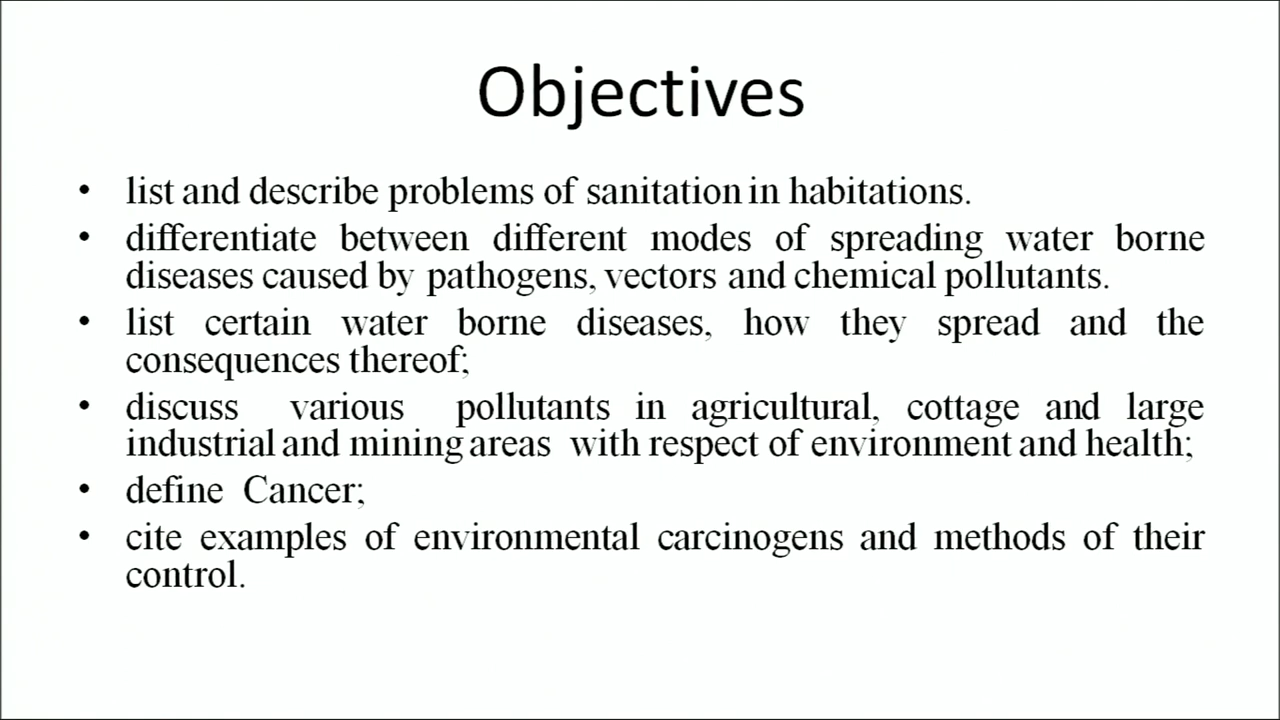 Objectives
• list and describe problems of sanitation in habitations.
• differentiate between different modes of spreading water borne
diseases caused by pathogens, vectors and chemical pollutants.
• list certain water borne diseases, how they spread and the
consequences thereof;
• discuss various pollutants in agricultural, cottage and large
industrial and mining areas with respect of environment and health;
• define Cancer;
• cite examples of environmental carcinogens and methods of their
control.